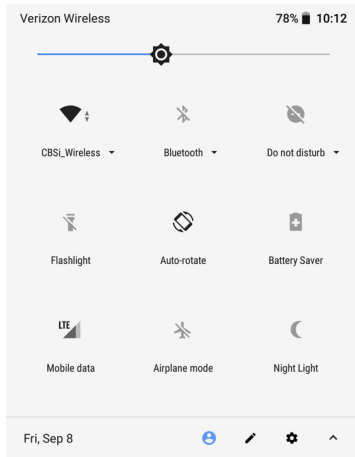 Verizon Wireless 78% 10:12
CBSi_Wireless Bluetooth Do not disturb
Flashlight Auto-rotate Battery Saver
LTE
Mobile data Airplane mode Night Light
Fri, Sep 8